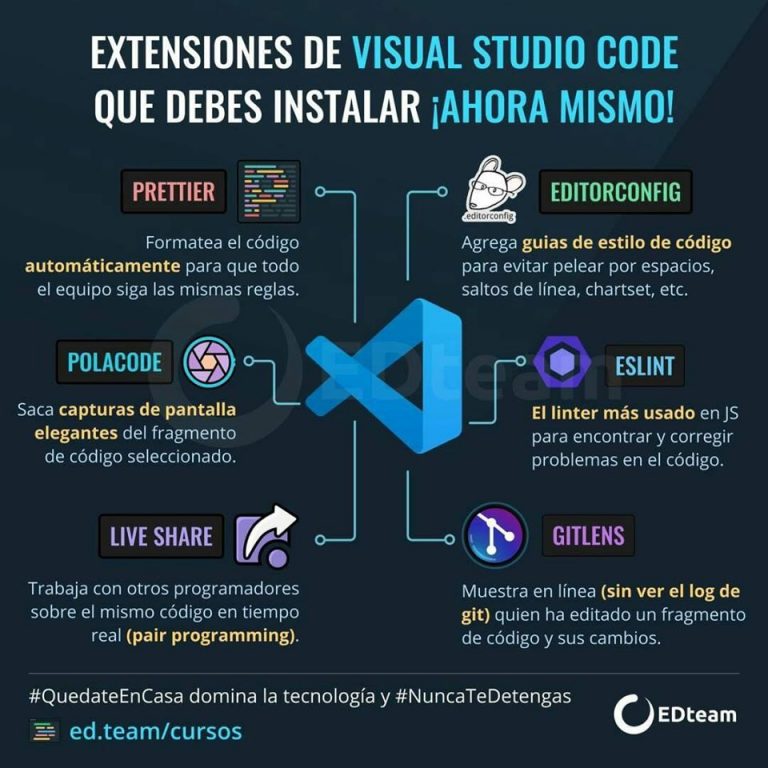 EXTENSIONES DE VISUAL STUDIO CODE
QUE DEBES INSTALAR ¡AHORA MISMO!
PRETTIER
Formatea el código
automáticamente para que todo
el equipo siga las mismas reglas.
.editorconfig
EDITORCONFIG
Agrega guias de estilo de código
para evitar pelear por espacios,
saltos de línea, chartset, etc.
POLACODE
Saca capturas de pantalla
elegantes del fragmento
de código seleccionado.
EDteam
ESLINT
El linter más usado en JS
para encontrar y corregir
problemas en el código.
LIVE SHARE
Trabaja con otros programadores
sobre el mismo código en tiempo
real (pair programming).
GITLENS
Muestra en línea (sin ver el log de
git) quien ha editado un fragmento
de código y sus cambios.
#QuedateEnCasa domina la tecnología y #NuncaTeDetengas
ed.team/cursos
EDteam